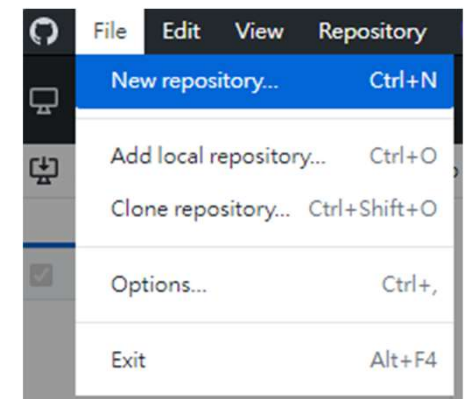 File Edit View Repository
New repository... Ctrl+N
Add local repository... Ctrl+O
Clone repository... Ctrl+Shift+O
Options... Ctrl+,
Exit Alt+F4